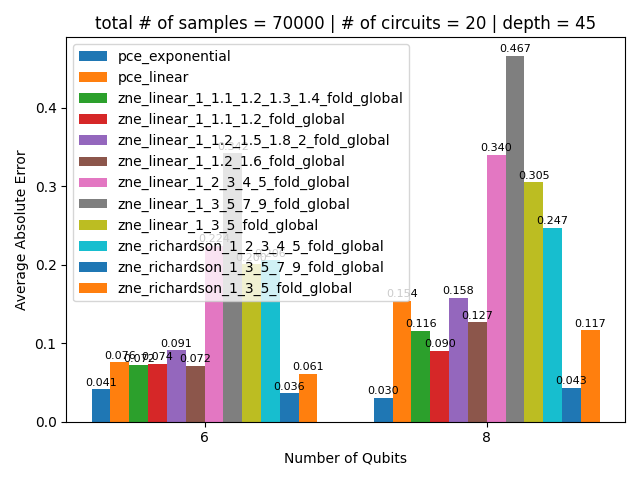 total # of samples = 70000 | # of circuits = 20 | depth = 45
pce_exponential
pce_linear
zne_linear_1_1.1_1.2_1.3_1.4_fold_global
zne_linear_1_1.1_1.2_fold_global
zne_linear_1_1.2_1.5_1.8_2_fold_global
zne_linear_1_1.2_1.6_fold_global
zne_linear_1_2_3_4_5_fold_global
zne_linear_1_3_5_7_9_fold_global
zne_linear_1_3_5_fold_global
zne_richardson_1_2_3_4_5_fold_global
zne_richardson_1_3_5_7_9_fold_global
zne_richardson_1_3_5_fold_global
Average Absolute Error
0.4
0.3
0.2
0.1
0.0
0.041
0.076
0.072
0.074
0.091
0.072
0.036
0.061
0.030
0.154
0.116
0.090
0.158
0.127
0.340
0.467
0.305
0.247
0.043
0.117
6
8
Number of Qubits